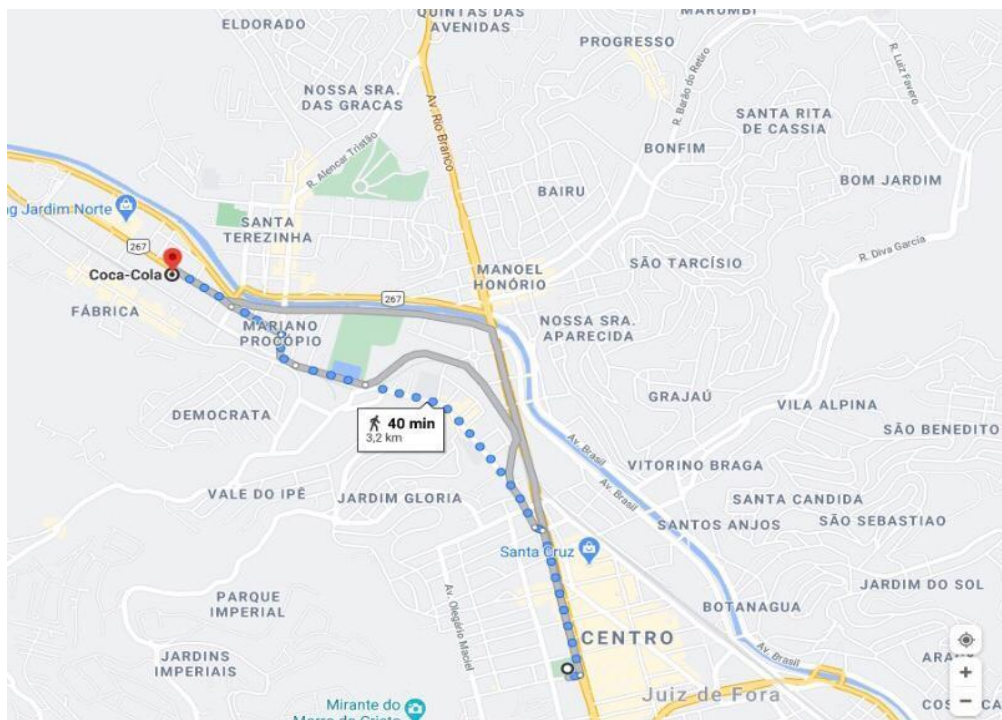 QUINTAS DAS
AVENIDAS
MARUMBI
ELDORADO
PROGRESSO
NOSSA SRA.
DAS GRACAS
Av. Rio Branco
R. Barão do Retiro
R. Luiz Favero
SANTA RITA
DE CASSIA
R. Alencar Tristão
BONFIM
BAIRU
BOM JARDIM
ng Jardim Norte
SANTA
TEREZINHA
267
R. Diva Garcia
Coca-Cola
SÃO TARCÍSIO
MANOEL
HONÓRIO
267
FÁBRICA
MARIANO
PROCÓPIO
NOSSA SRA.
APARECIDA
GRAJAÚ
VILA ALPINA
DEMOCRATA
40 min
3,2 km
SÃO BENEDITO
Av. Brasil
VITORINO BRAGA
Av. Brasil
VALE DO IPÊ
JARDIM GLORIA
SANTA CANDIDA
SANTOS ANJOS
SÃO SEBASTIAO
Santa Cruz
JARDIM DO SOL
PARQUE
IMPERIAL
Av. Olegário Maciel
BOTANAGUA
CENTRO
JARDINS
IMPERIAIS
Av. Brasil
Juiz de Fora
Mirante do
Morro do Cristo